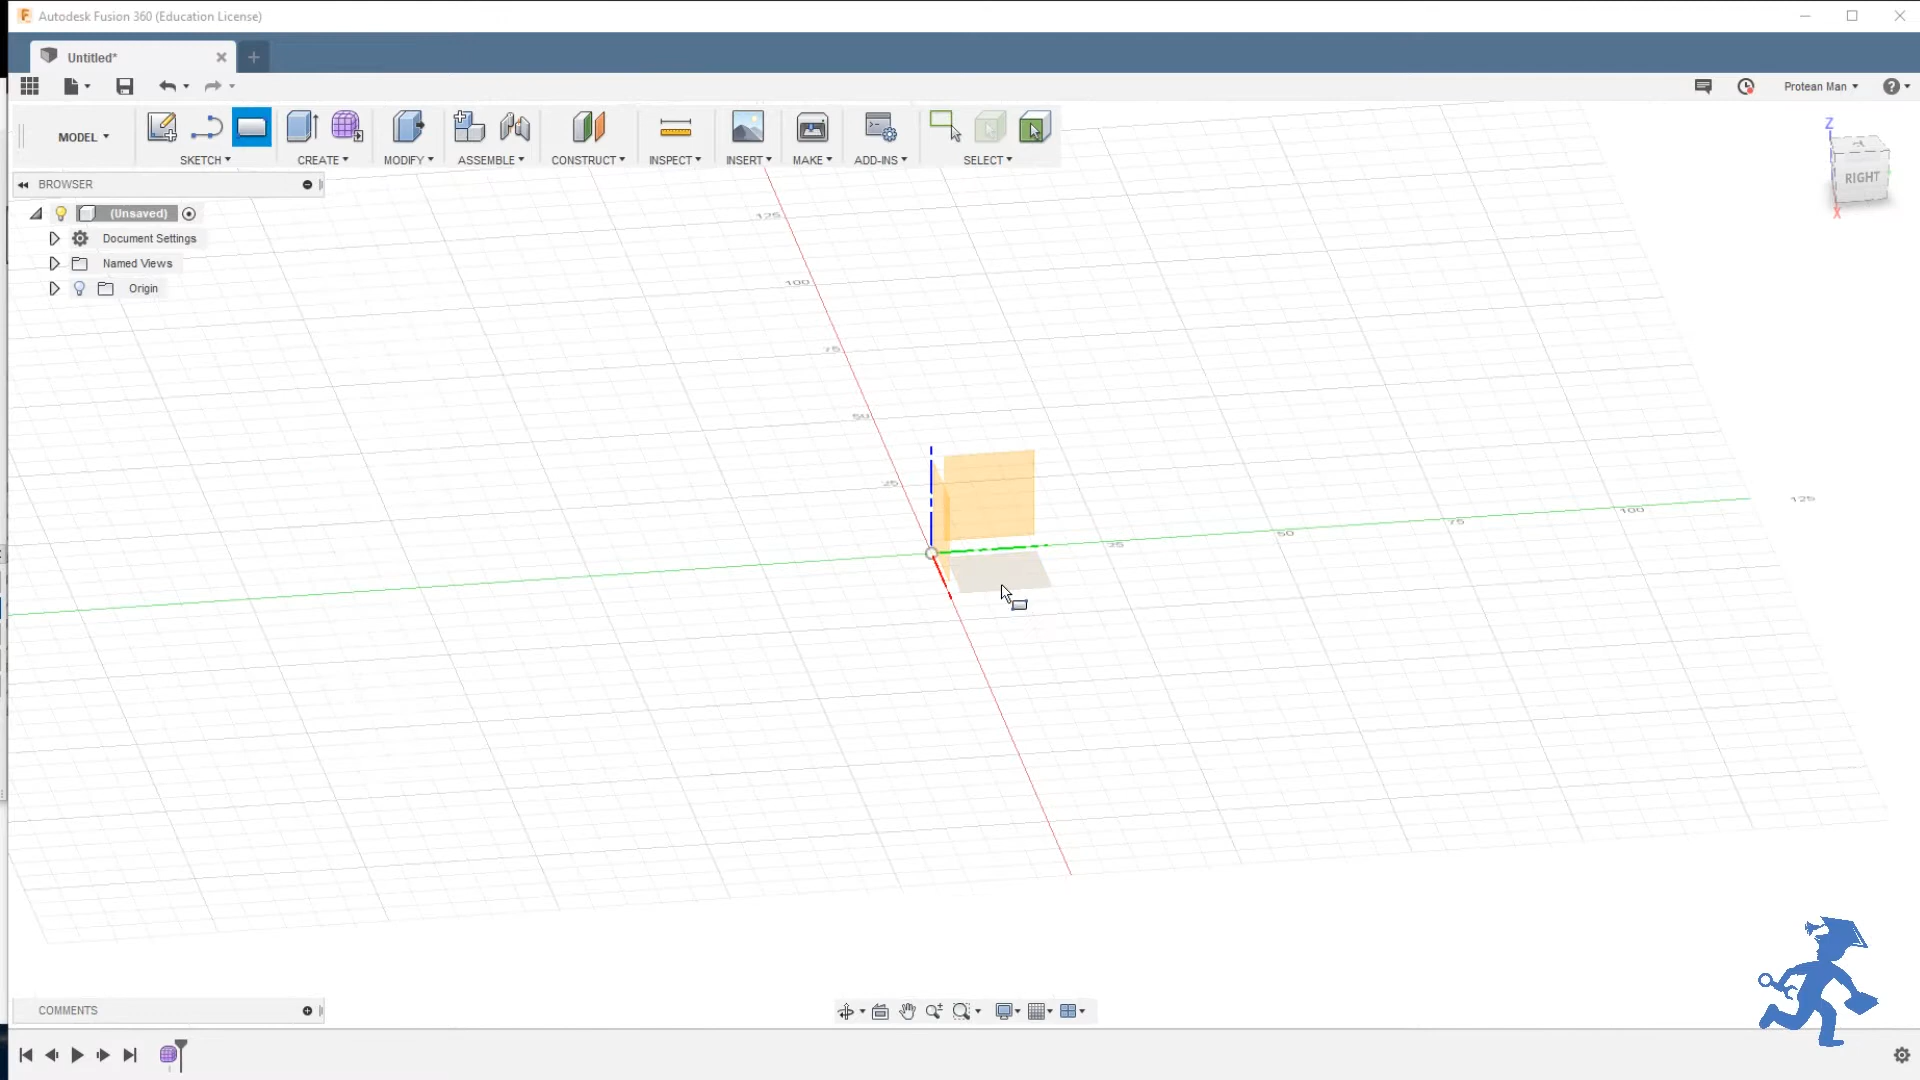 Autodesk Fusion 360 (Education License)
Untitled*
Protean Man
MODEL
SKETCH
CREATE
MODIFY
ASSEMBLE
CONSTRUCT
INSPECT
INSERT
MAKE
ADD-INS
SELECT
BROWSER
(Unsaved)
Document Settings
Named Views
Origin
Z
RIGHT
X
125
100
75
50
25
25
50
75
100
125
COMMENTS